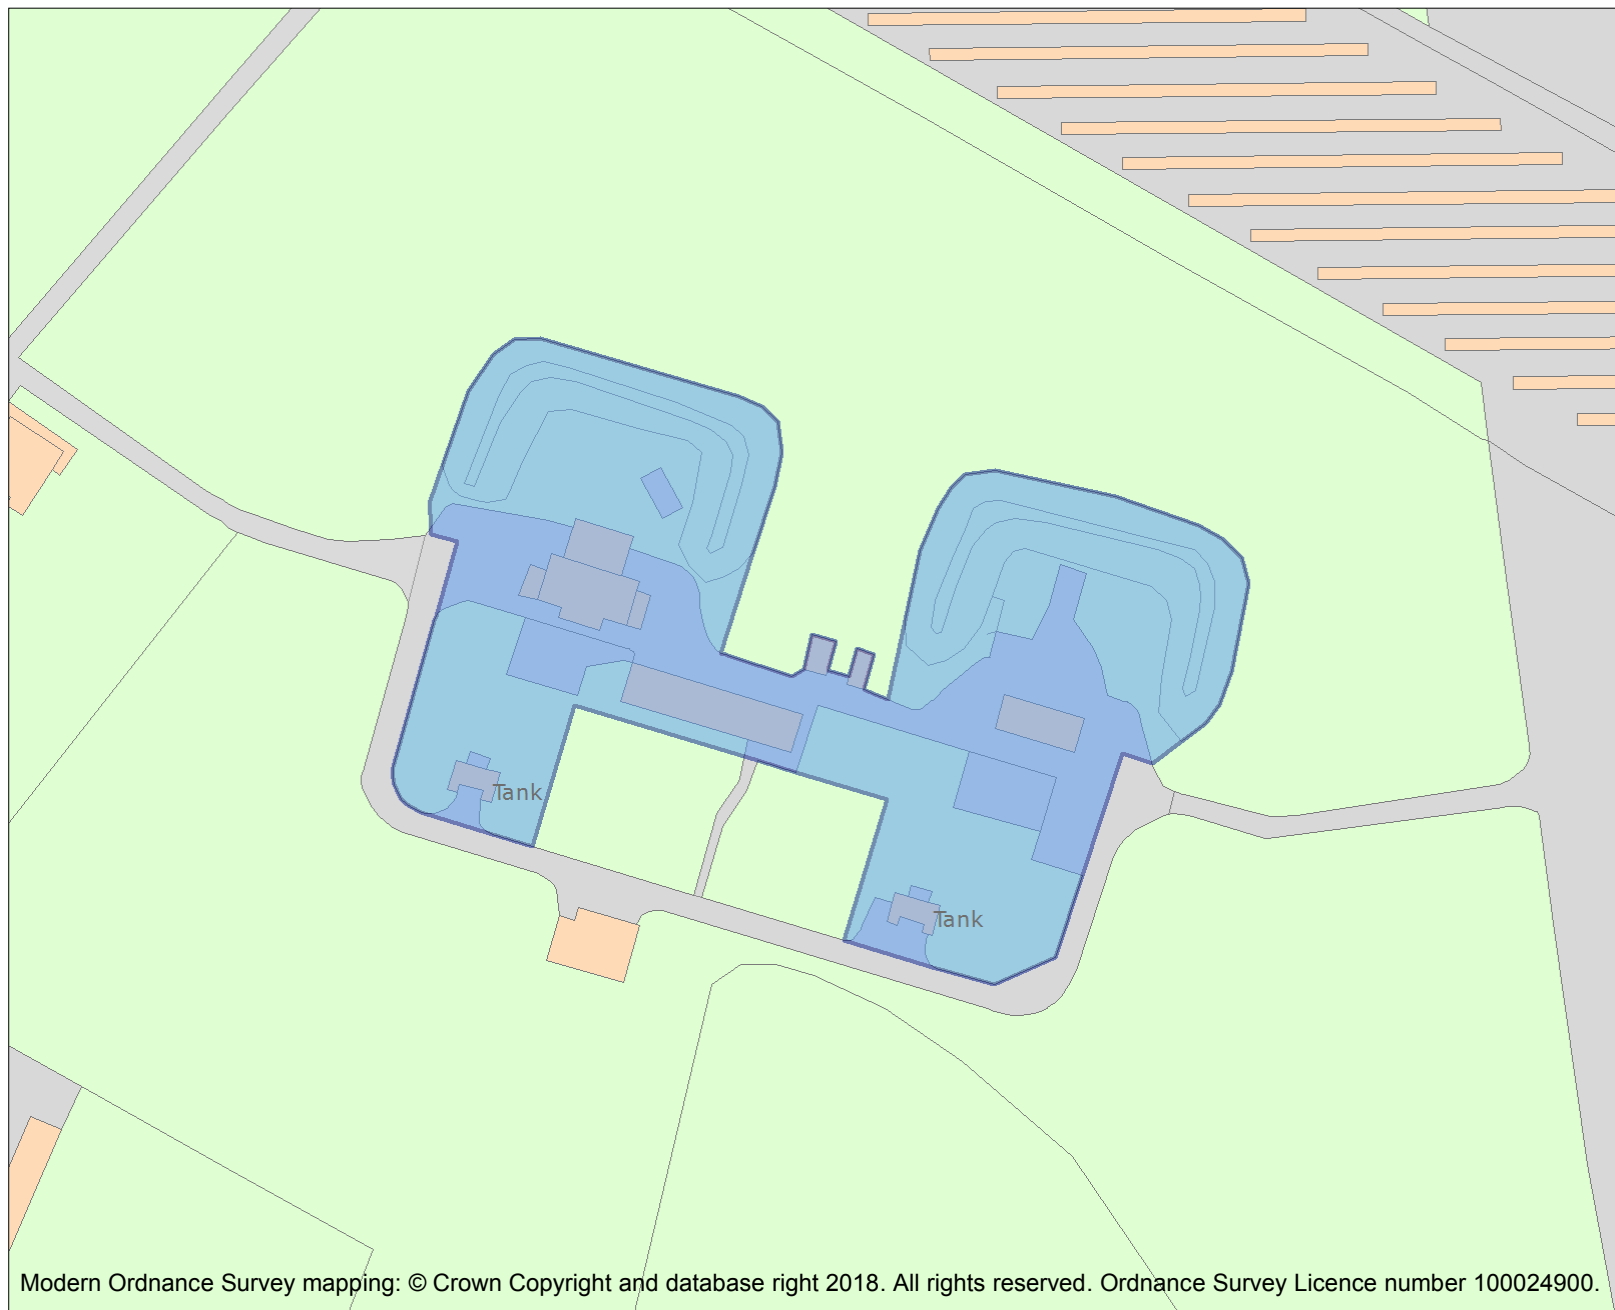 Tank
Tank
Modern Ordnance Survey mapping: © Crown Copyright and database right 2018. All rights reserved. Ordnance Survey Licence number 100024900.